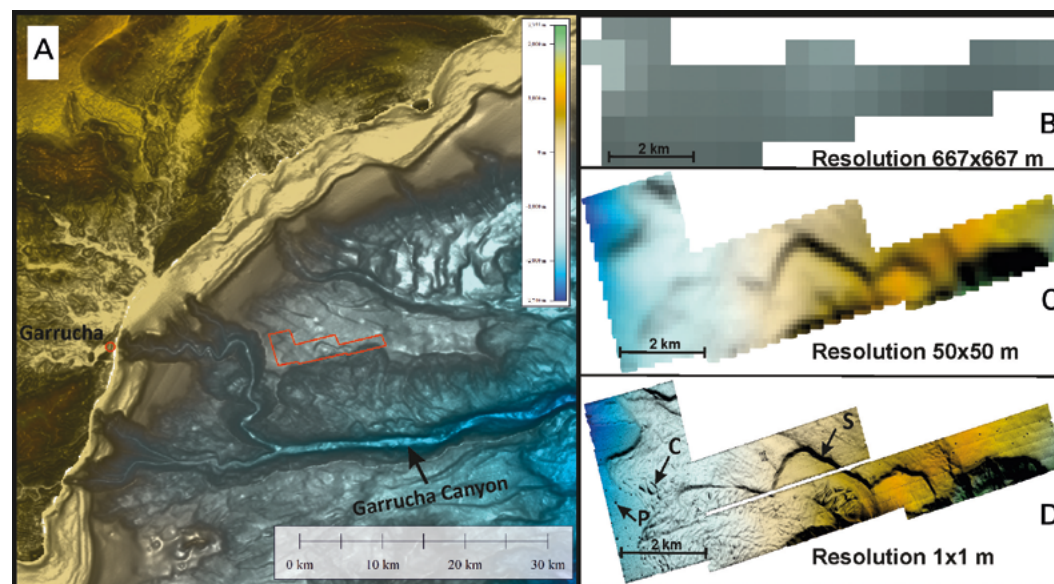 A
Garrucha
Garrucha Canyon
0 km 10 km 20 km 30 km
B
2 km
Resolution 667x667 m
C
2 km
Resolution 50x50 m
S
C
P
D
2 km
Resolution 1x1 m